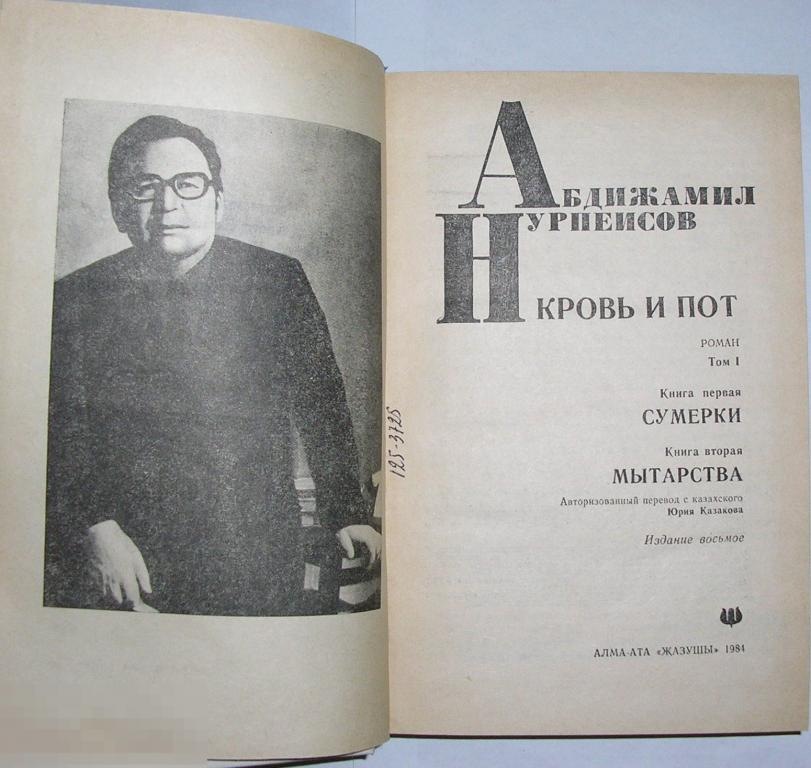 АБДИЖАМИЛ
НУРПЕИСОВ
КРОВЬ И ПОТ
РОМАН
Том I
Книга первая
СУМЕРКИ
Книга вторая
МЫТАРСТВА
Авторизованный перевод с казахского
Юрия Казакова
Издание восьмое
АЛМА-АТА «ЖАЗУШЫ» 1984
125-3725